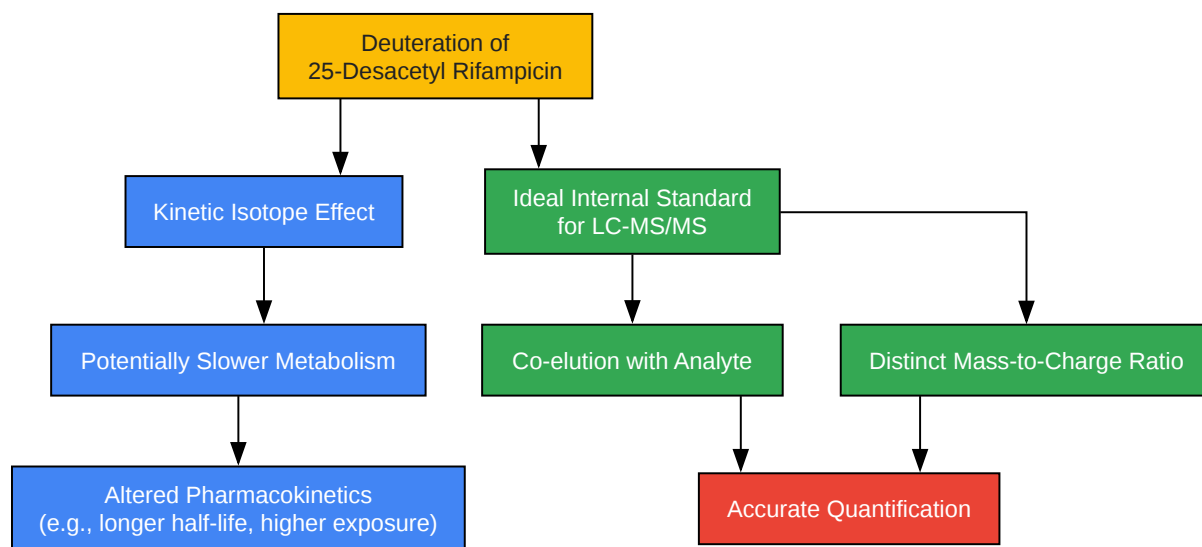 Deuteration of
25-Desacetyl Rifampicin
Kinetic Isotope Effect
Ideal Internal Standard
for LC-MS/MS
Potentially Slower Metabolism
Co-elution with Analyte
Distinct Mass-to-Charge Ratio
Altered Pharmacokinetics
(e.g., longer half-life, higher exposure)
Accurate Quantification